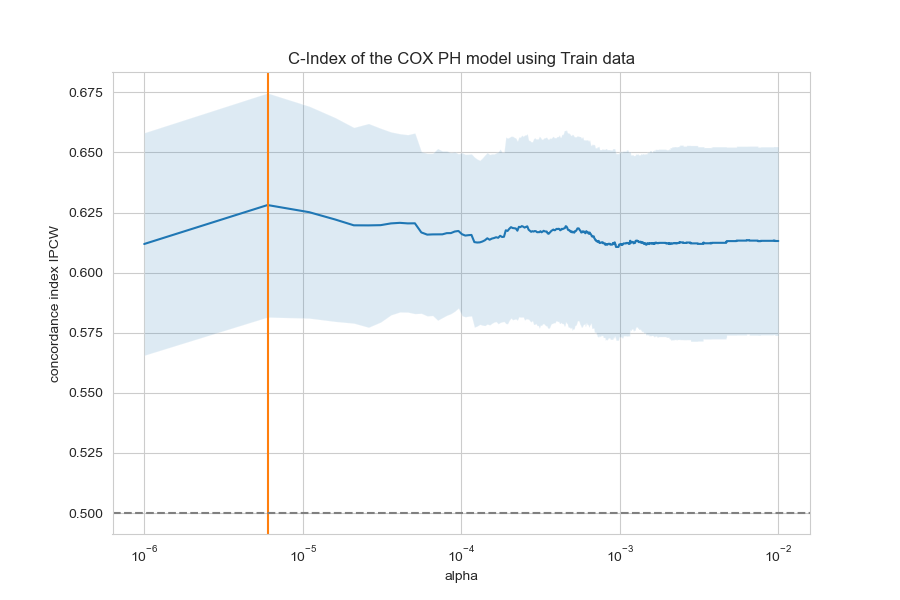 C-Index of the COX PH model using Train data
concordance index IPCW
0.675
0.650
0.625
0.600
0.575
0.550
0.525
0.500
10⁻⁶ 10⁻⁵ 10⁻⁴ 10⁻³ 10⁻²
alpha